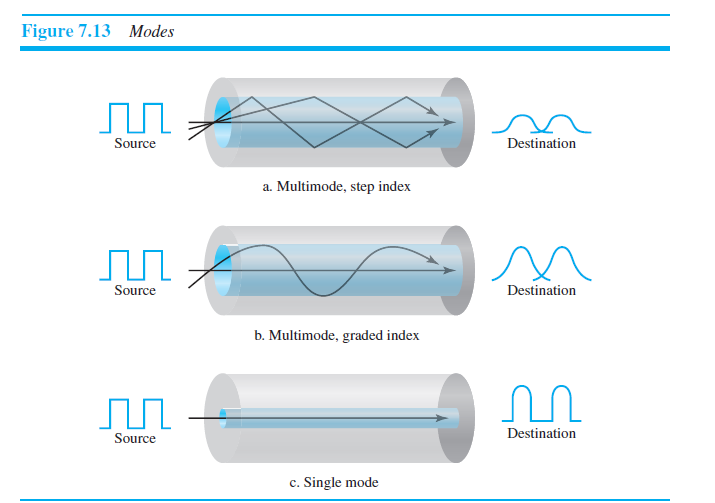 Figure 7.13 Modes
Source
Destination
a. Multimode, step index
Source
Destination
b. Multimode, graded index
Source
Destination
c. Single mode